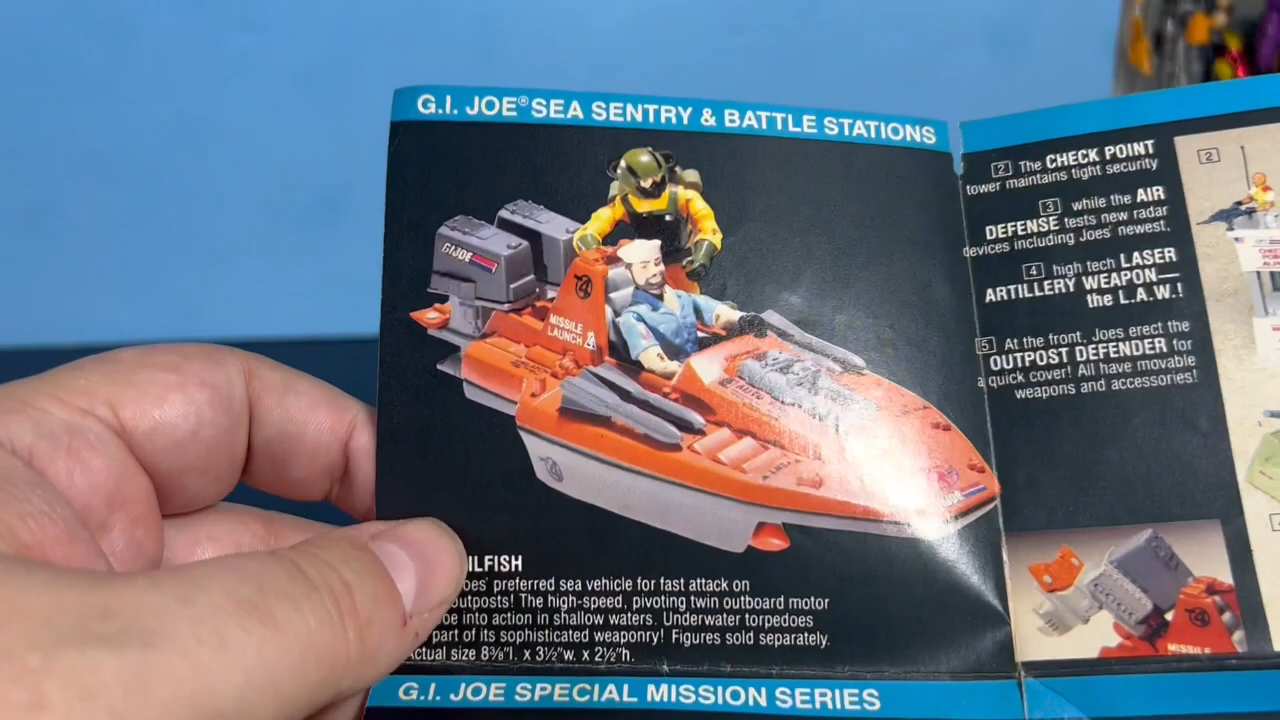 G.I. JOE® SEA SENTRY & BATTLE STATIONS
G.I. JOE
4
MISSILE
LAUNCH
4
ILFISH
oes' preferred sea vehicle for fast attack on
outposts! The high-speed, pivoting twin outboard motor
into action in shallow waters. Underwater torpedoes
part of its sophisticated weaponry! Figures sold separately.
Actual size 8⅜"l. x 3½"w. x 2½"h.
G.I. JOE SPECIAL MISSION SERIES
2 The CHECK POINT
tower maintains tight security
3 while the AIR
DEFENSE tests new radar
devices including Joes' newest,
4 high tech LASER
ARTILLERY WEAPON—
the L.A.W.!
5 At the front, Joes erect the
OUTPOST DEFENDER for
a quick cover! All have movable
weapons and accessories!
4
MISSILE
2